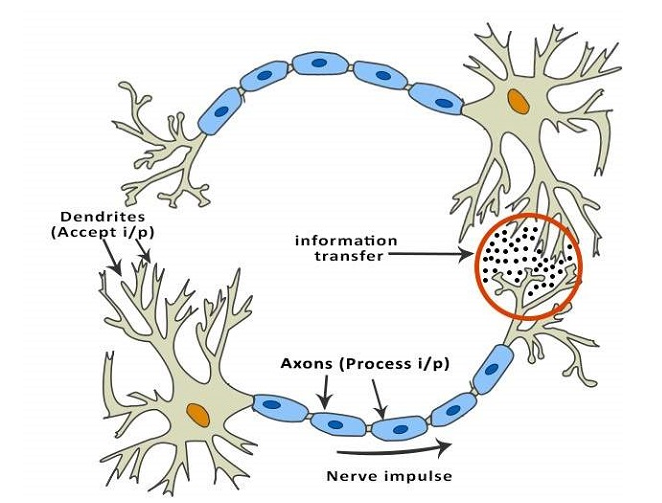 Dendrites
(Accept i/p)
information
transfer
Axons (Process i/p)
Nerve impulse